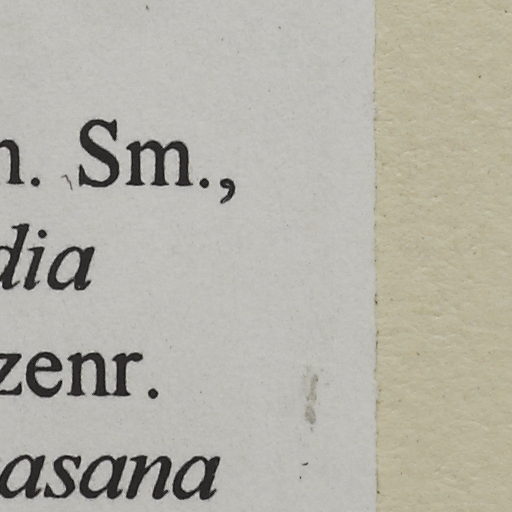 n. Sm.,
dia
zenr.
asana